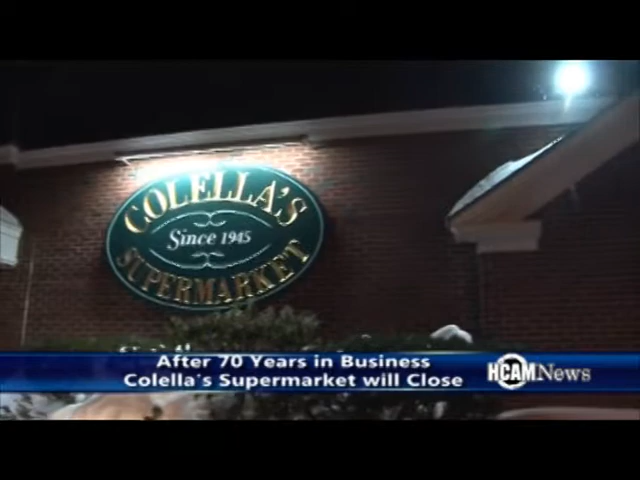 COLELLA'S
Since 1945
SUPERMARKET
After 70 Years in Business
Colella's Supermarket will Close
HCAM News